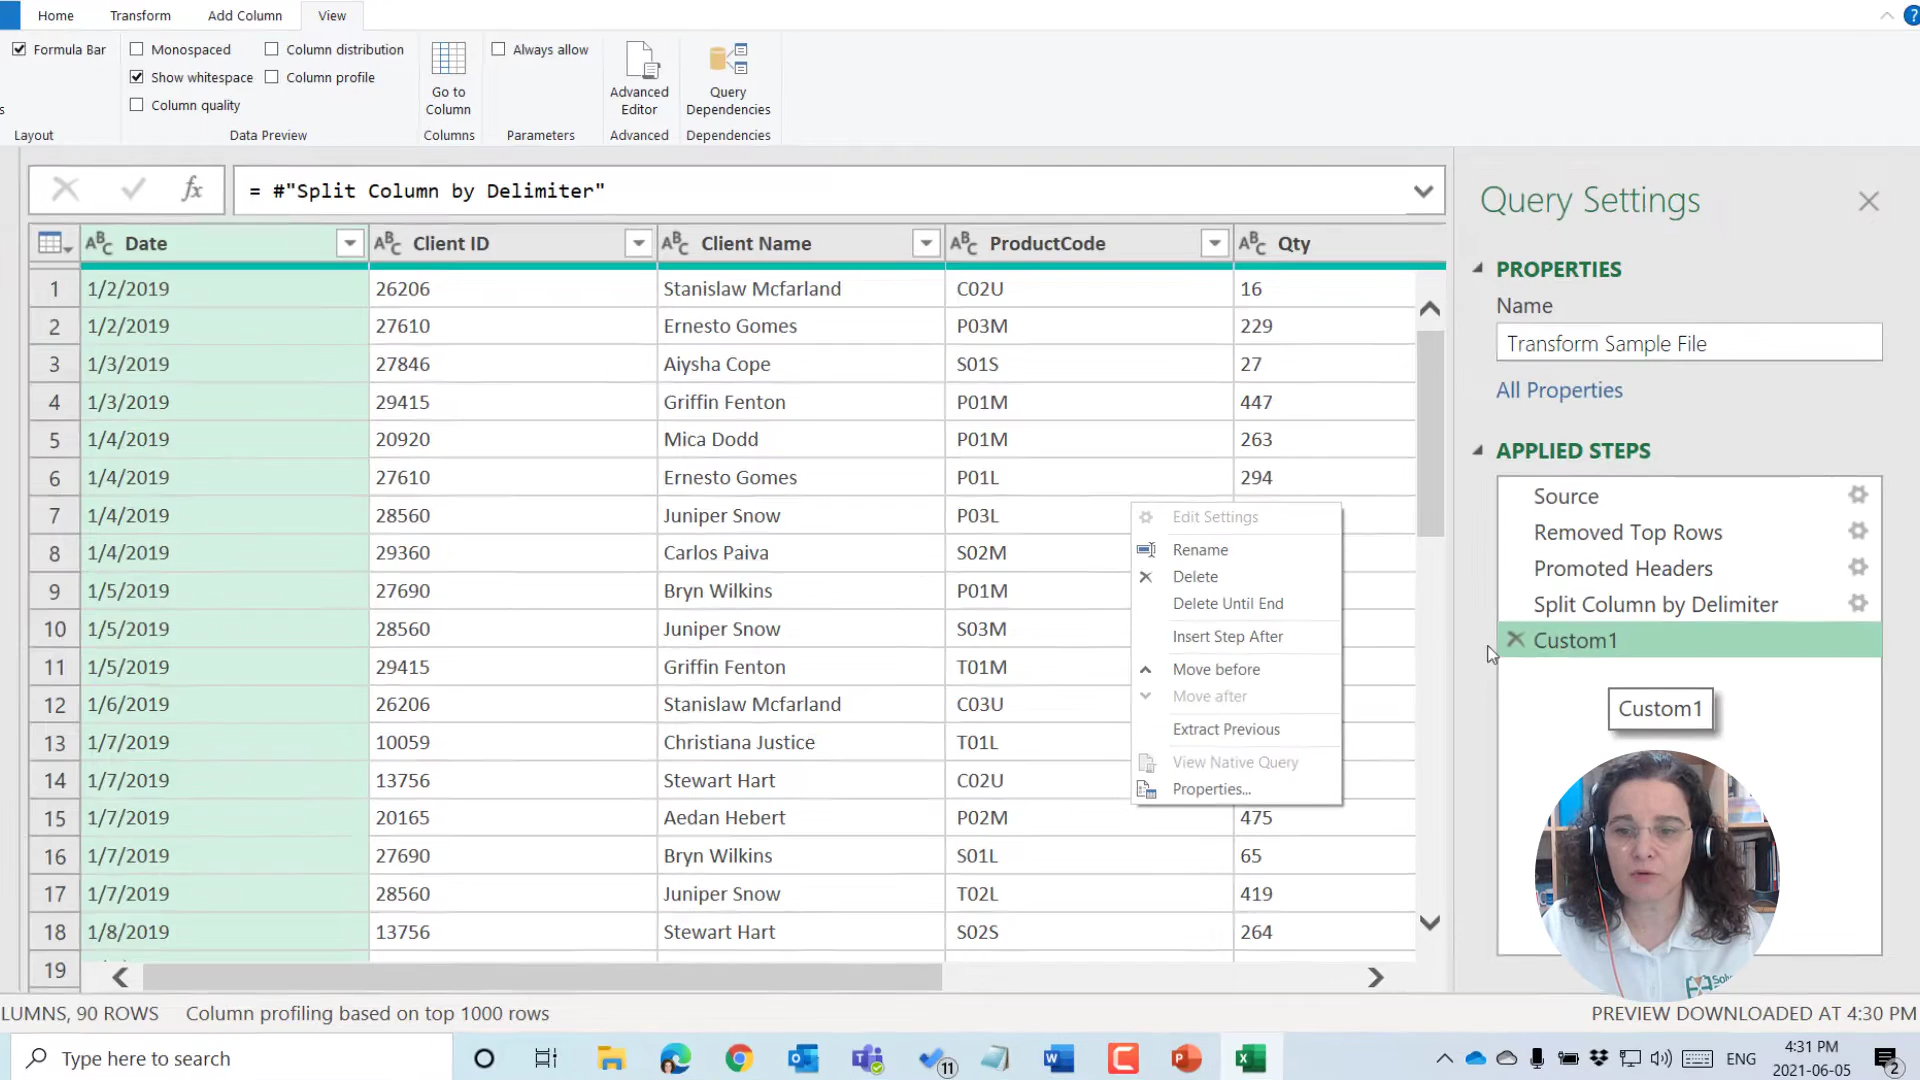 Home Transform Add Column View
Formula Bar Monospaced Column distribution Always allow
Show whitespace Column profile
Column quality
Go to Column
Advanced Editor
Query Dependencies
Layout Data Preview Columns Parameters Advanced Dependencies
fx = #"Split Column by Delimiter"
Date Client ID Client Name ProductCode Qty
1 1/2/2019 26206 Stanislaw Mcfarland C02U 16
2 1/2/2019 27610 Ernesto Gomes P03M 229
3 1/3/2019 27846 Aiysha Cope S01S 27
4 1/3/2019 29415 Griffin Fenton P01M 447
5 1/4/2019 20920 Mica Dodd P01M 263
6 1/4/2019 27610 Ernesto Gomes P01L 294
7 1/4/2019 28560 Juniper Snow P03L
8 1/4/2019 29360 Carlos Paiva S02M
9 1/5/2019 27690 Bryn Wilkins P01M
10 1/5/2019 28560 Juniper Snow S03M
11 1/5/2019 29415 Griffin Fenton T01M
12 1/6/2019 26206 Stanislaw Mcfarland C03U
13 1/7/2019 10059 Christiana Justice T01L
14 1/7/2019 13756 Stewart Hart C02U
15 1/7/2019 20165 Aedan Hebert P02M 475
16 1/7/2019 27690 Bryn Wilkins S01L 65
17 1/7/2019 28560 Juniper Snow T02L 419
18 1/8/2019 13756 Stewart Hart S02S 264
19
Edit Settings
Rename
Delete
Delete Until End
Insert Step After
Move before
Move after
Extract Previous
View Native Query
Properties...
Query Settings
PROPERTIES
Name
Transform Sample File
All Properties
APPLIED STEPS
Source
Removed Top Rows
Promoted Headers
Split Column by Delimiter
Custom1
Custom1
LUMNS, 90 ROWS Column profiling based on top 1000 rows PREVIEW DOWNLOADED AT 4:30 PM
Type here to search 11 ENG 4:31 PM
2021-06-05 2